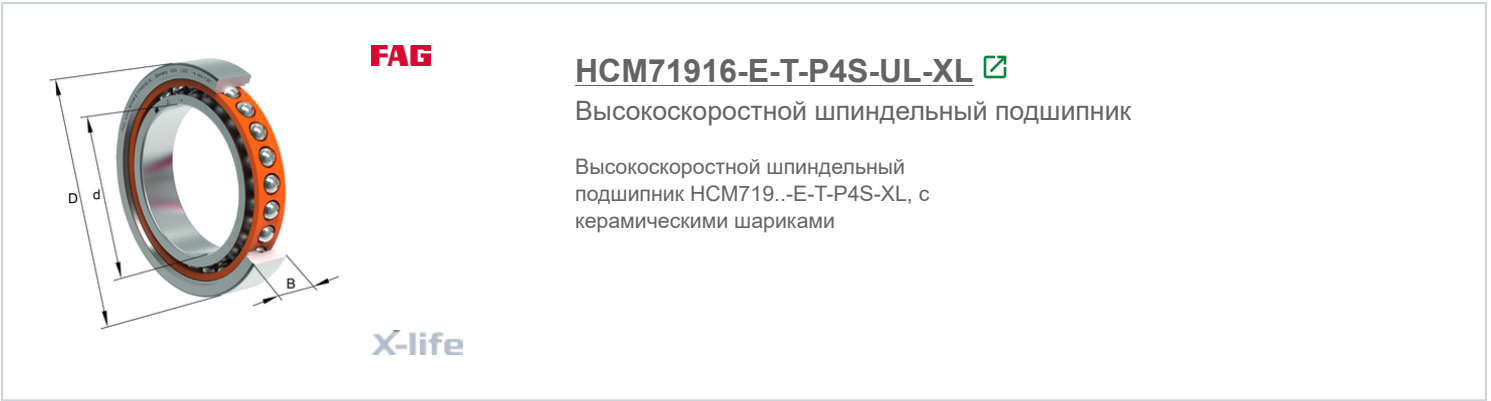 FAG
HCM71916-E-T-P4S-UL-XL
Высокоскоростной шпиндельный подшипник
Высокоскоростной шпиндельный
подшипник HCM719..-E-T-P4S-XL, с
керамическими шариками
D
d
B
X-life